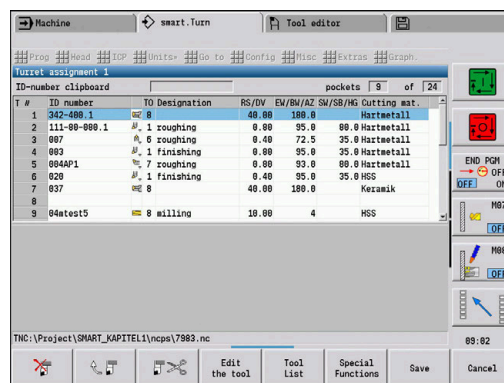 Machine smart.Turn Tool editor
Prog Head ICP Units Go to Config Misc Extras Graph.
Turret assignment 1
ID-number clipboard pockets 9 of 24
T # ID number TO Designation RS/DV EW/BW/AZ SW/SB/HG Cutting mat.
1 342-400.1 8 40.00 180.0 Hartmetall
2 111-80-080.1 1 roughing 0.80 95.0 80.0 Hartmetall
3 007 6 roughing 0.40 72.5 35.0 Hartmetall
4 003 1 finishing 0.80 95.0 35.0 Hartmetall
5 004AP1 7 roughing 0.80 93.0 80.0 Hartmetall
6 020 1 finishing 0.40 95.0 35.0 HSS
7 037 8 40.00 180.0 Keramik
8
9 04mtest5 8 milling 10.00 4 HSS
TNC:\Project\SMART_KAPITEL1\ncps\7983.nc
END PGM
OFF
09:02
Edit the tool
Tool List
Special Functions
Save
Cancel